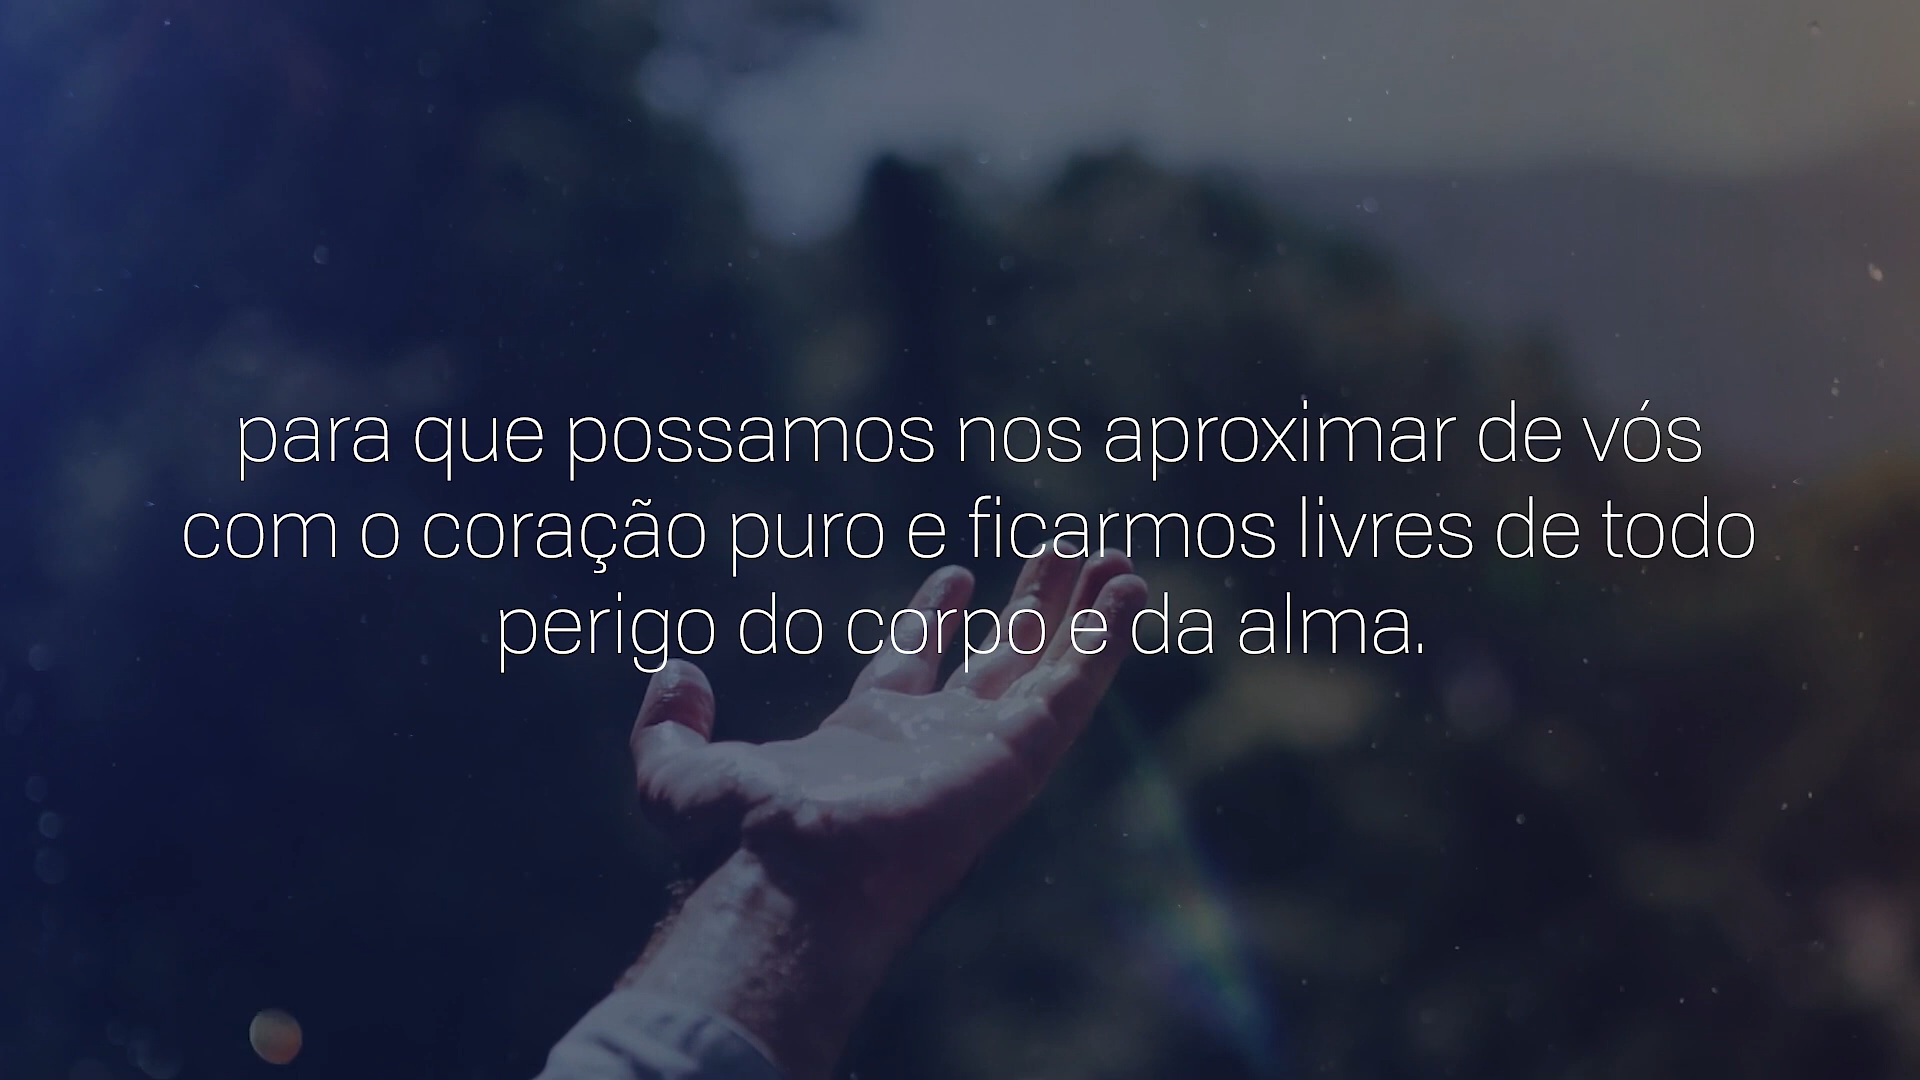 para que possamos nos aproximar de vós
com o coração puro e ficarmos livres de todo
perigo do corpo e da alma.